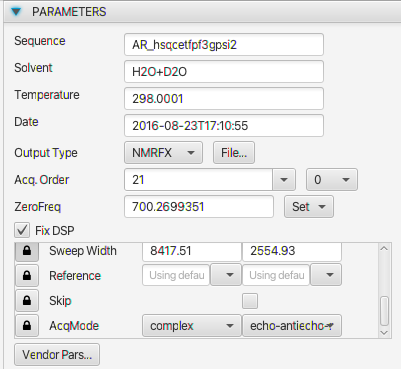 PARAMETERS
Sequence AR_hsqcetfpf3gpsi2
Solvent H2O+D2O
Temperature 298.0001
Date 2016-08-23T17:10:55
Output Type NMRFX File...
Acq. Order 21 0
ZeroFreq 700.2699351 Set
Fix DSP
Sweep Width 8417.51 2554.93
Reference Using defau Using defau
Skip
AcqMode complex echo-antiecho
Vendor Pars...